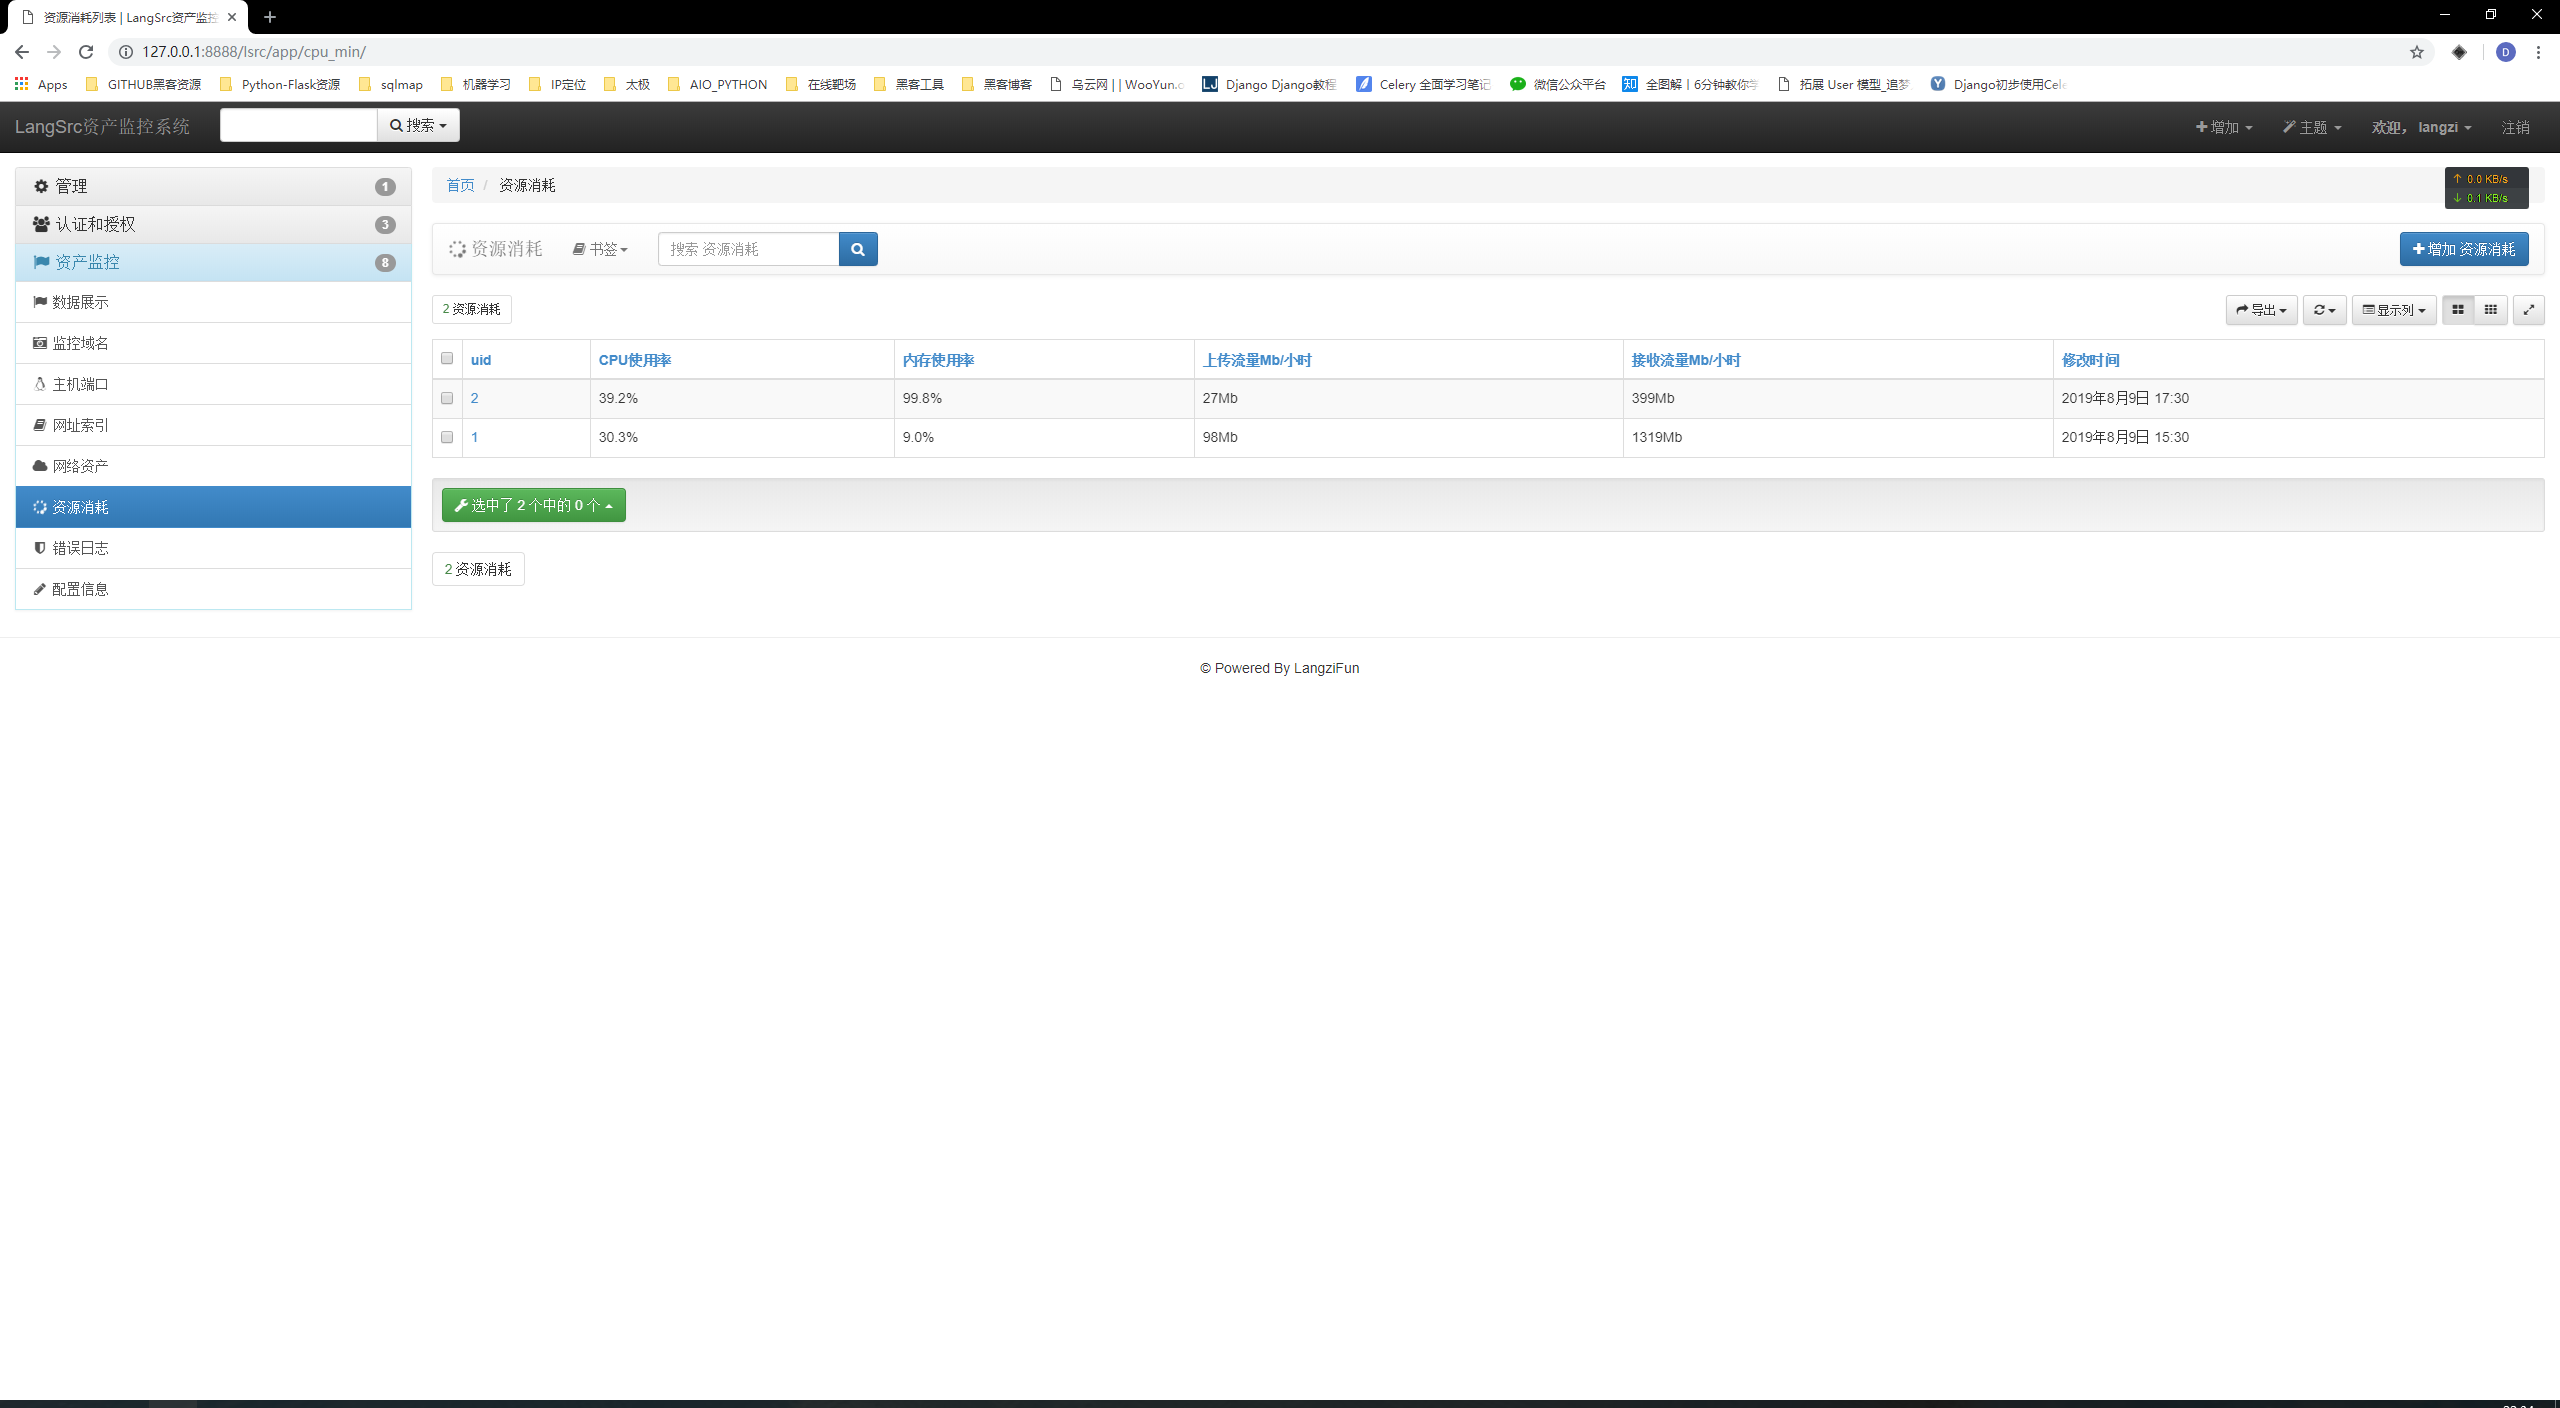 资源消耗列表 | LangSrc资产监控
127.0.0.1:8888/lsrc/app/cpu_min/
Apps GITHUB黑客资源 Python-Flask资源 sqlmap 机器学习 IP定位 太极 AIO_PYTHON 在线靶场 黑客工具 黑客博客 乌云网 | | WooYun.o Django Django教程 Celery 全面学习笔记 微信公众平台 知 全图解丨6分钟教你学 拓展 User 模型_追梦 Y Django初步使用Cele
LangSrc资产监控系统 搜索 增加 主题 欢迎， langzi 注销
管理 1
认证和授权 3
资产监控 8
数据展示
监控域名
主机端口
网址索引
网络资产
资源消耗
错误日志
配置信息
首页 / 资源消耗
↑ 0.0 KB/s
↓ 0.1 KB/s
资源消耗 书签 搜索 资源消耗 增加 资源消耗
2 资源消耗 导出 显示列
uid CPU使用率 内存使用率 上传流量Mb/小时 接收流量Mb/小时 修改时间
2 39.2% 99.8% 27Mb 399Mb 2019年8月9日 17:30
1 30.3% 9.0% 98Mb 1319Mb 2019年8月9日 15:30
选中了 2 个中的 0 个
2 资源消耗
© Powered By LangziFun